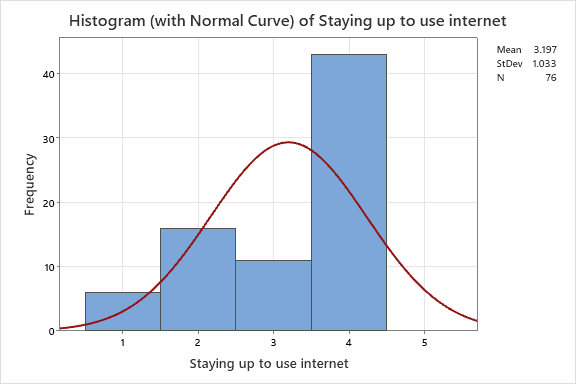 Histogram (with Normal Curve) of Staying up to use internet
Mean 3.197
StDev 1.033
N 76
40
30
20
10
0
Frequency
1 2 3 4 5
Staying up to use internet